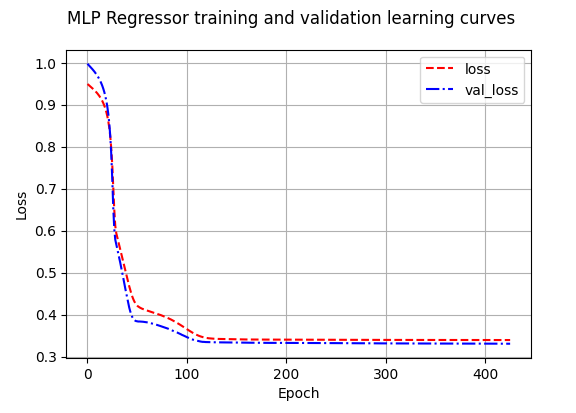 MLP Regressor training and validation learning curves
loss
val_loss
1.0
0.9
0.8
0.7
0.6
0.5
0.4
0.3
Loss
0 100 200 300 400
Epoch